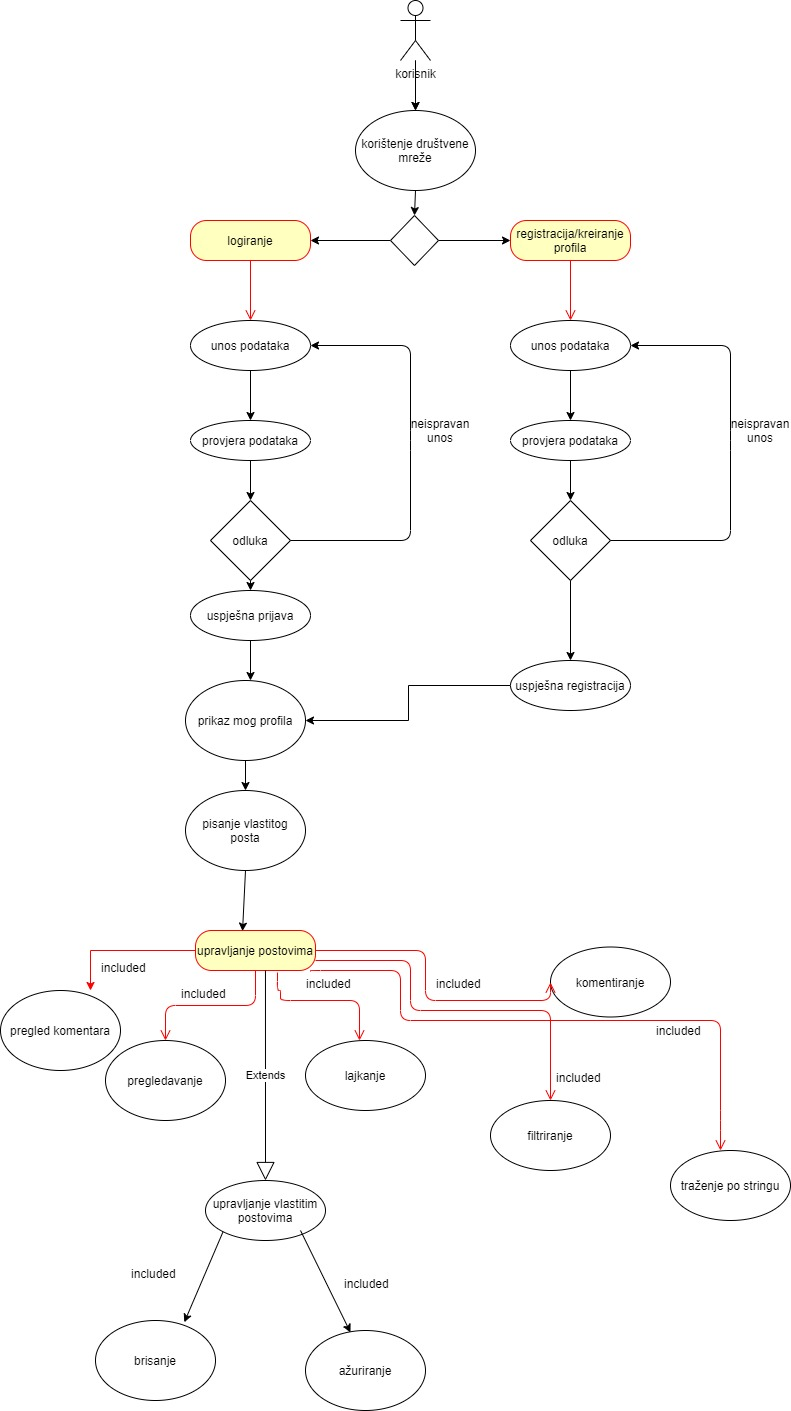 korisnik
korištenje društvene
mreže
logiranje
registracija/kreiranje
profila
unos podataka
unos podataka
neispravan
unos
neispravan
unos
provjera podataka
provjera podataka
odluka
odluka
uspješna prijava
uspješna registracija
prikaz mog profila
pisanje vlastitog
posta
upravljanje postovima
included
included
included
included
included
included
komentiranje
pregled komentara
pregledavanje
lajkanje
Extends
filtriranje
traženje po stringu
upravljanje vlastitim
postovima
included
included
brisanje
ažuriranje